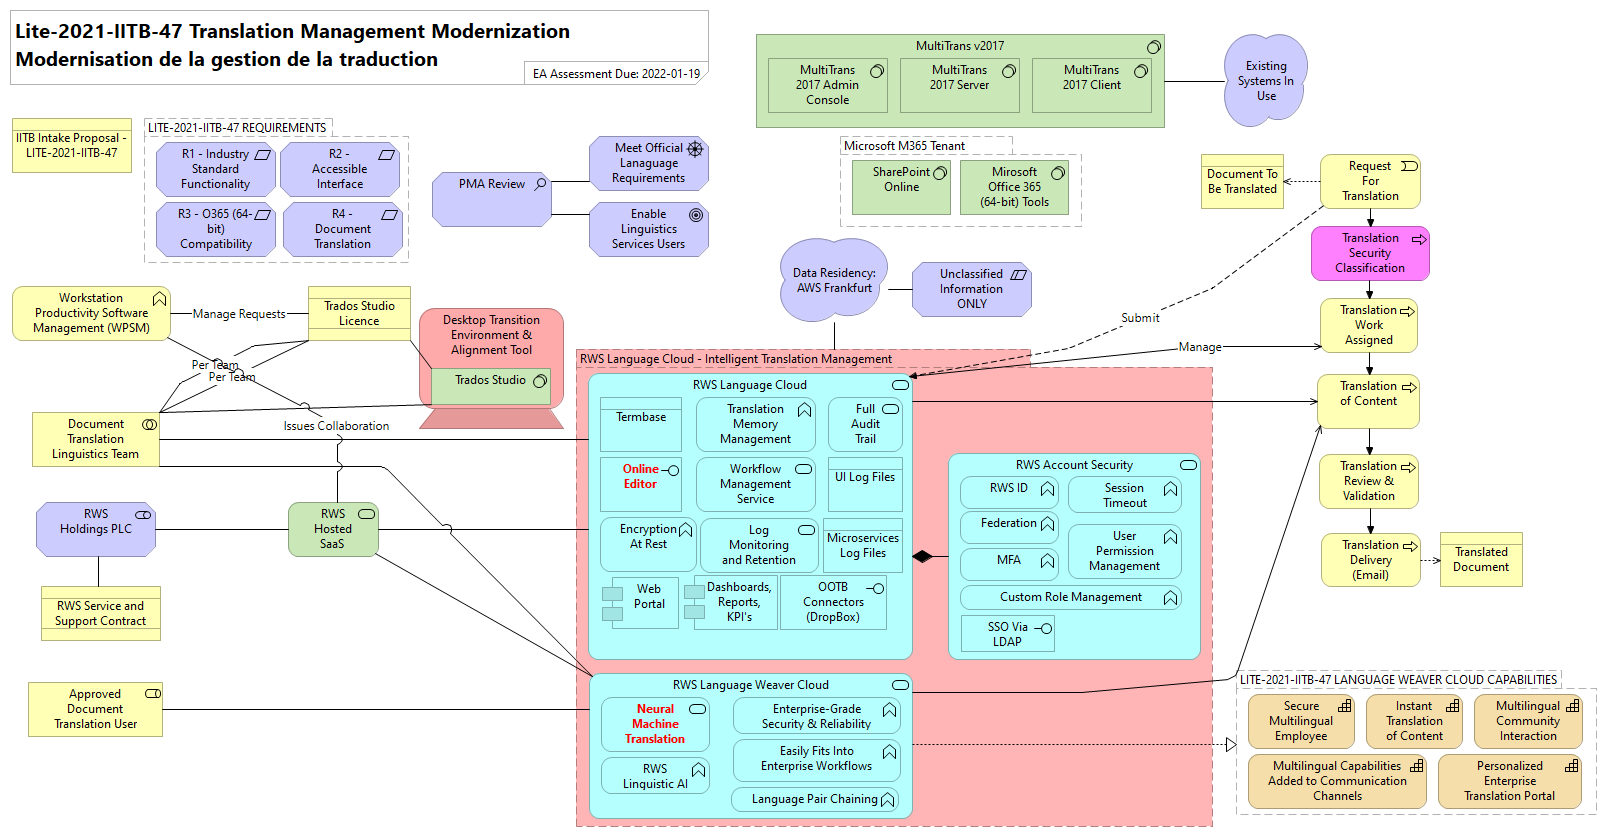 Lite-2021-IITB-47 Translation Management Modernization
Modernisation de la gestion de la traduction
EA Assessment Due: 2022-01-19
MultiTrans v2017
MultiTrans
2017 Admin
Console
MultiTrans
2017 Server
MultiTrans
2017 Client
Existing
Systems In
Use
IITB Intake Proposal -
LITE-2021-IITB-47
LITE-2021-IITB-47 REQUIREMENTS
R1 - Industry
Standard
Functionality
R2 -
Accessible
Interface
R3 - O365 (64-
bit)
Compatibility
R4 -
Document
Translation
PMA Review
Meet Official
Lanaguage
Requirements
Enable
Linguistics
Services Users
Microsoft M365 Tenant
SharePoint
Online
Mirosoft
Office 365
(64-bit) Tools
Document To
Be Translated
Request
For
Translation
Translation
Security
Classification
Data Residency:
AWS Frankfurt
Unclassified
Information
ONLY
Workstation
Productivity Software
Management (WPSM)
Manage Requests
Trados Studio
Licence
Desktop Transition
Environment &
Alignment Tool
Trados Studio
Per Team
Per Team
Issues Collaboration
Submit
Manage
Translation
Work
Assigned
Translation
of Content
Translation
Review &
Validation
Translation
Delivery
(Email)
Translated
Document
Document
Translation
Linguistics Team
RWS
Holdings PLC
RWS
Hosted
SaaS
RWS Service and
Support Contract
Approved
Document
Translation User
RWS Language Cloud - Intelligent Translation Management
RWS Language Cloud
Termbase
Translation
Memory
Management
Full
Audit
Trail
Online
Editor
Workflow
Management
Service
UI Log Files
Encryption
At Rest
Log
Monitoring
and Retention
Microservices
Log Files
Web
Portal
Dashboards,
Reports,
KPI's
OOTB
Connectors
(DropBox)
RWS Account Security
RWS ID
Session
Timeout
Federation
User
Permission
Management
MFA
Custom Role Management
SSO Via
LDAP
RWS Language Weaver Cloud
Neural
Machine
Translation
Enterprise-Grade
Security & Reliability
RWS
Linguistic AI
Easily Fits Into
Enterprise Workflows
Language Pair Chaining
LITE-2021-IITB-47 LANGUAGE WEAVER CLOUD CAPABILITIES
Secure
Multilingual
Employee
Instant
Translation
of Content
Multilingual
Community
Interaction
Multilingual Capabilities
Added to Communication
Channels
Personalized
Enterprise
Translation Portal